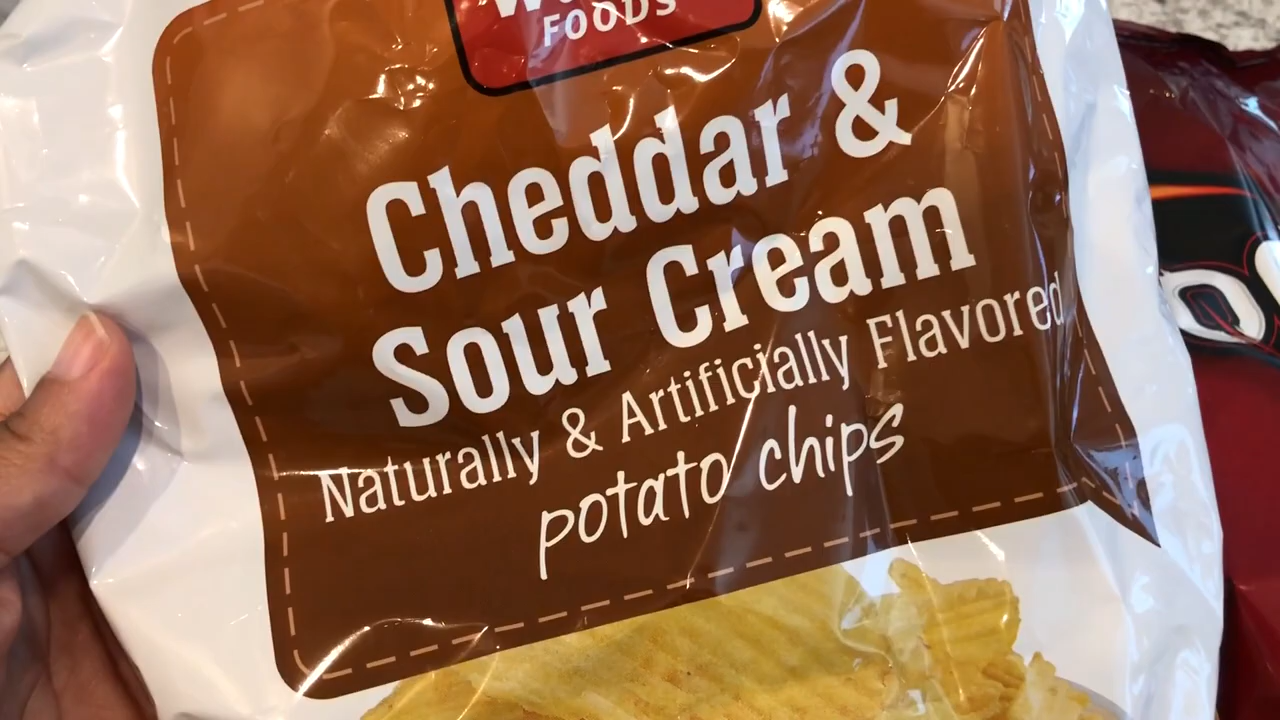 FOODS
Cheddar &
Sour Cream
Naturally & Artificially Flavored
potato chips